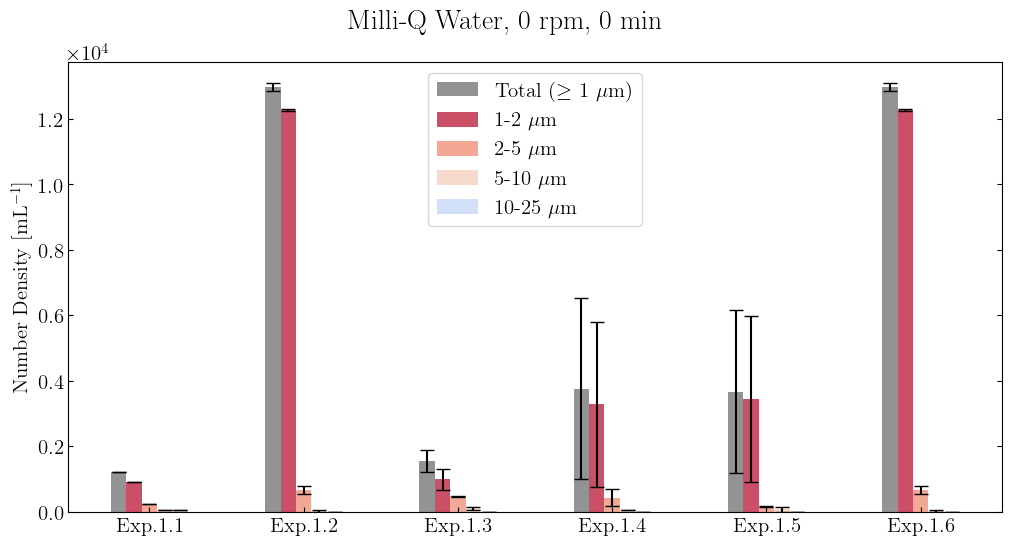 Milli-Q Water, 0 rpm, 0 min
×10⁴
Number Density [mL⁻¹]
1.2
1.0
0.8
0.6
0.4
0.2
0.0
Total (≥ 1 μm)
1-2 μm
2-5 μm
5-10 μm
10-25 μm
Exp.1.1 Exp.1.2 Exp.1.3 Exp.1.4 Exp.1.5 Exp.1.6